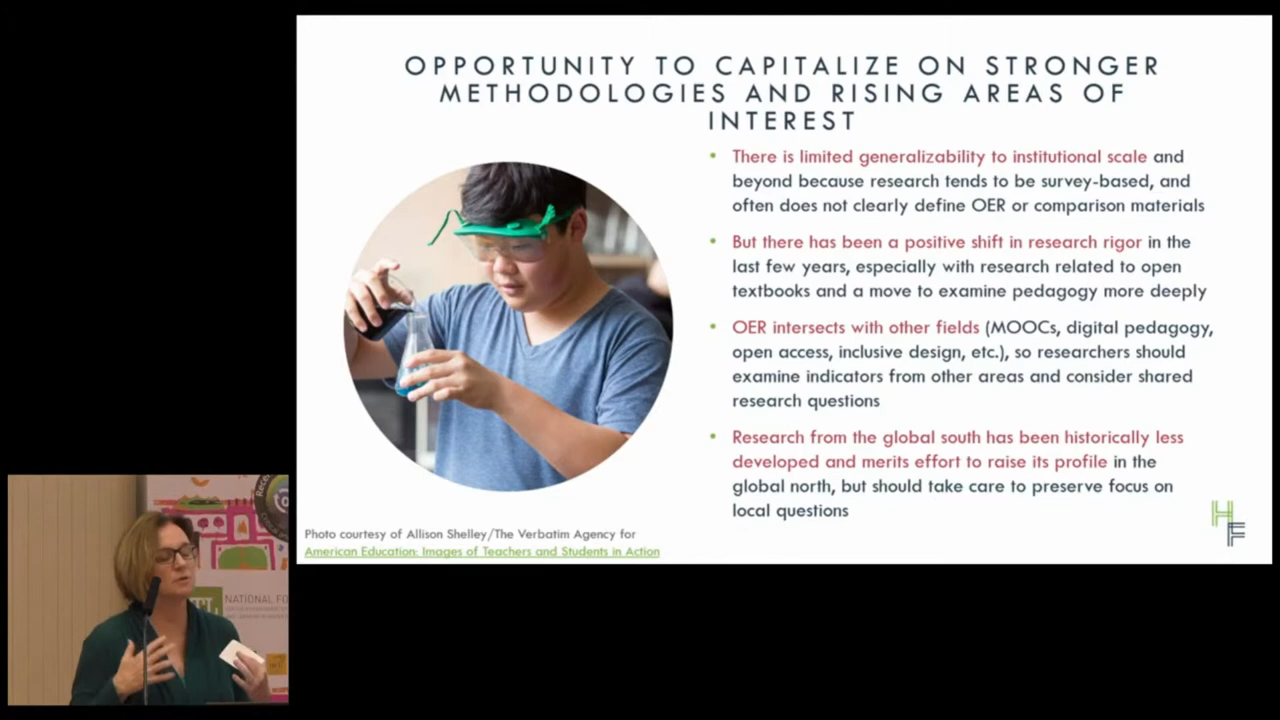 OPPORTUNITY TO CAPITALIZE ON STRONGER
METHODOLOGIES AND RISING AREAS OF
INTEREST
• There is limited generalizability to institutional scale and
beyond because research tends to be survey-based, and
often does not clearly define OER or comparison materials
• But there has been a positive shift in research rigor in the
last few years, especially with research related to open
textbooks and a move to examine pedagogy more deeply
• OER intersects with other fields (MOOCs, digital pedagogy,
open access, inclusive design, etc.), so researchers should
examine indicators from other areas and consider shared
research questions
• Research from the global south has been historically less
developed and merits effort to raise its profile in the
global north, but should take care to preserve focus on
local questions
Photo courtesy of Allison Shelley/The Verbatim Agency for
American Education: Images of Teachers and Students in Action
HF
NATIONAL FO